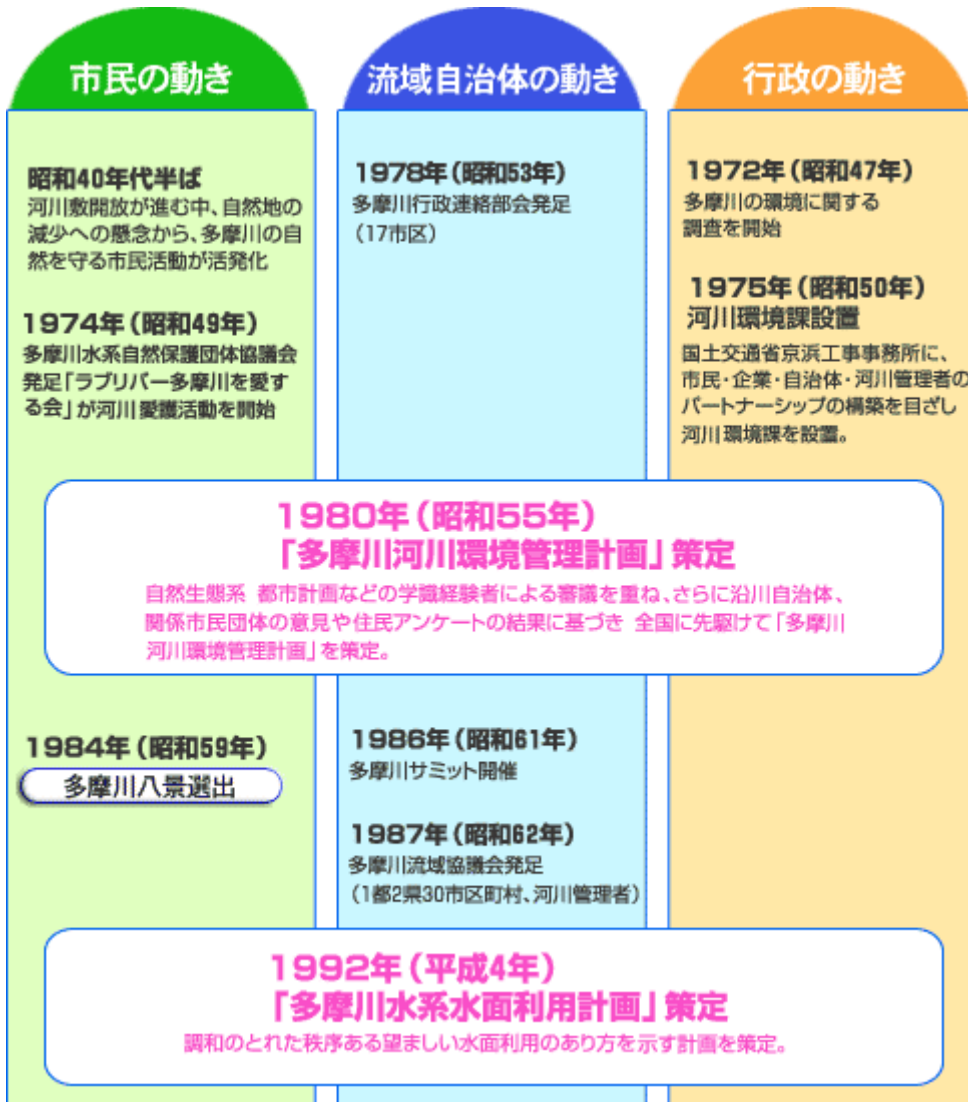 市民の動き
昭和40年代半ば
河川敷開放が進む中、自然地の
減少への懸念から、多摩川の自
然を守る市民活動が活発化
1974年（昭和49年）
多摩川水系自然保護団体協議会
発足「ラブリバー多摩川を愛す
る会」が河川愛護活動を開始
流域自治体の動き
1978年（昭和53年）
多摩川行政連絡部会発足
（17市区）
行政の動き
1972年（昭和47年）
多摩川の環境に関する
調査を開始
1975年（昭和50年）
河川環境課設置
国土交通省京浜工事事務所に、
市民・企業・自治体・河川管理者の
パートナーシップの構築を目ざし
河川環境課を設置。
1980年（昭和55年）
「多摩川河川環境管理計画」策定
自然生態系 都市計画などの学識経験者による審議を重ね、さらに沿川自治体、
関係市民団体の意見や住民アンケートの結果に基づき 全国に先駆けて「多摩川
河川環境管理計画」を策定。
1984年（昭和59年）
多摩川八景選出
1986年（昭和61年）
多摩川サミット開催
1987年（昭和62年）
多摩川流域協議会発足
（1都2県30市区町村、河川管理者）
1992年（平成4年）
「多摩川水系水面利用計画」策定
調和のとれた秩序ある望ましい水面利用のあり方を示す計画を策定。